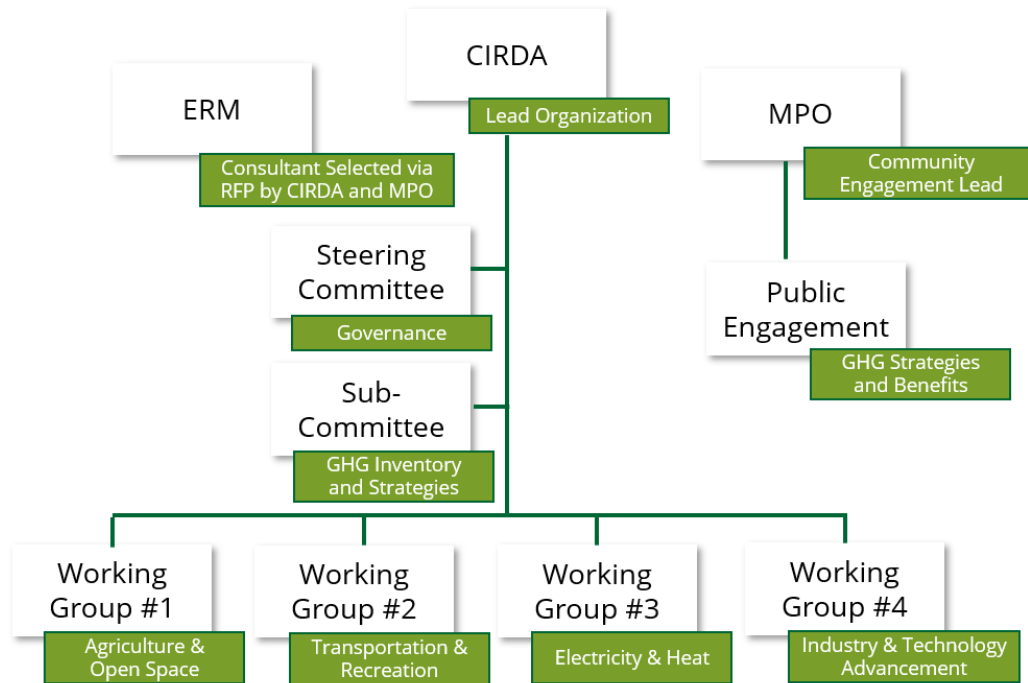 CIRDA
Lead Organization
ERM
Consultant Selected via
RFP by CIRDA and MPO
MPO
Community
Engagement Lead
Steering
Committee
Governance
Public
Engagement
GHG Strategies
and Benefits
Sub-
Committee
GHG Inventory
and Strategies
Working
Group #1
Agriculture &
Open Space
Working
Group #2
Transportation &
Recreation
Working
Group #3
Electricity & Heat
Working
Group #4
Industry & Technology
Advancement